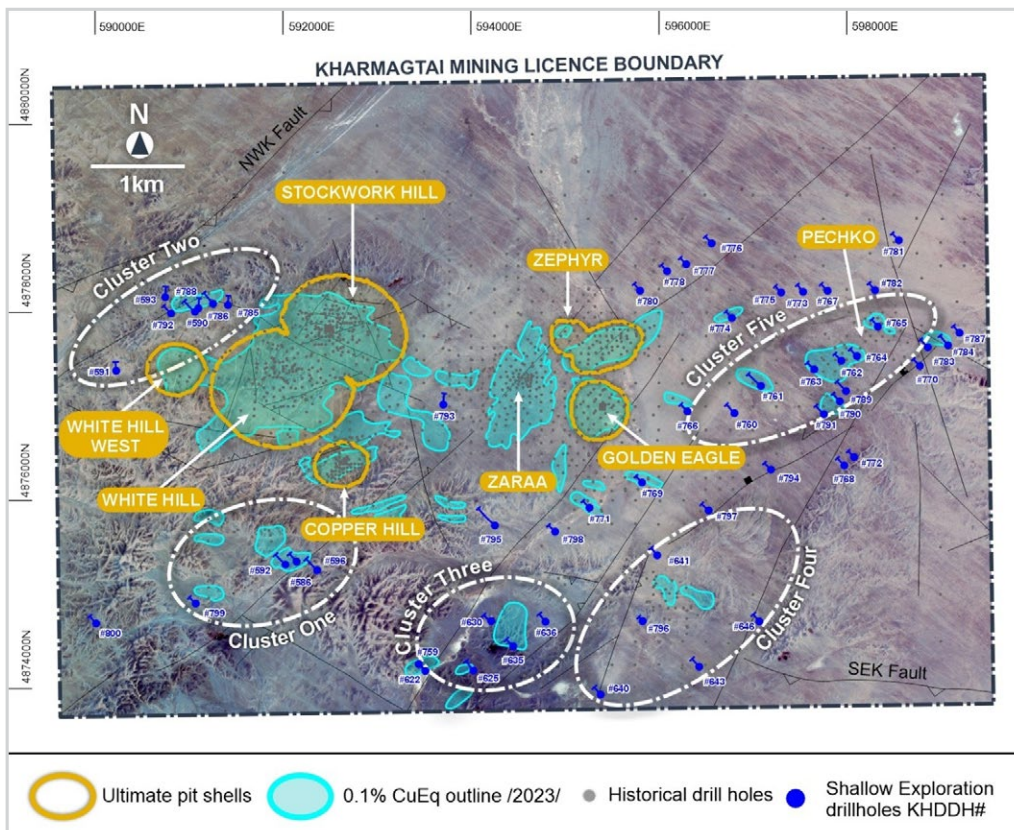 590000E
592000E
594000E
596000E
598000E
KHARMAGTAI MINING LICENCE BOUNDARY
4880000N
4878000N
4876000N
4874000N
N
1km
NWK Fault
STOCKWORK HILL
Cluster Two
ZEPHYR
PECHKO
#776
#781
#777
#778
#780
#775
#773
#767
#782
#593
#788
#792
#590
#786
#785
#591
#774
#765
#787
#784
#783
#770
Cluster Five
#764
#762
#763
#761
#789
#790
#791
#760
#766
#793
WHITE HILL
WEST
WHITE HILL
COPPER HILL
ZARAA
GOLDEN EAGLE
#772
#768
#794
#769
#771
#797
#795
#798
#592
#586
#596
#799
#800
Cluster One
Cluster Three
#630
#636
#635
#759
#622
#625
#641
#796
#646
#643
#640
Cluster Four
SEK Fault
Ultimate pit shells
0.1% CuEq outline /2023/
Historical drill holes
Shallow Exploration
drillholes KHDDH#